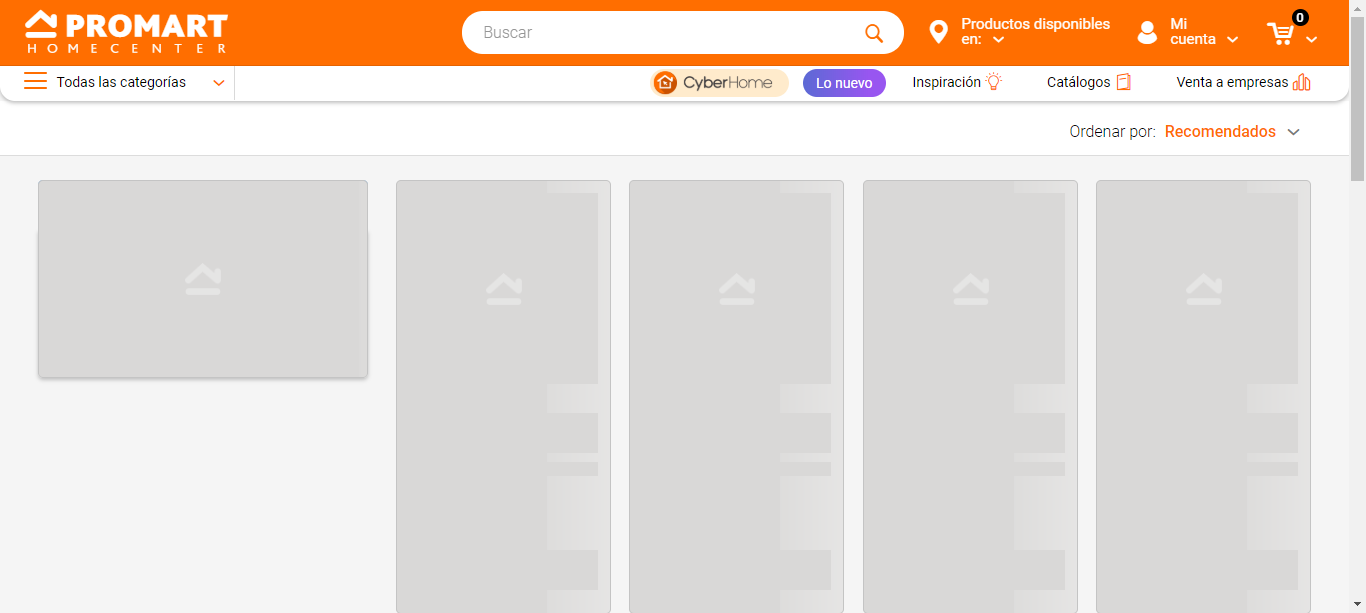 PROMART
HOMECENTER
Buscar
Productos disponibles
en:
Mi
cuenta
0
Todas las categorías
CyberHome
Lo nuevo
Inspiración
Catálogos
Venta a empresas
Ordenar por: Recomendados